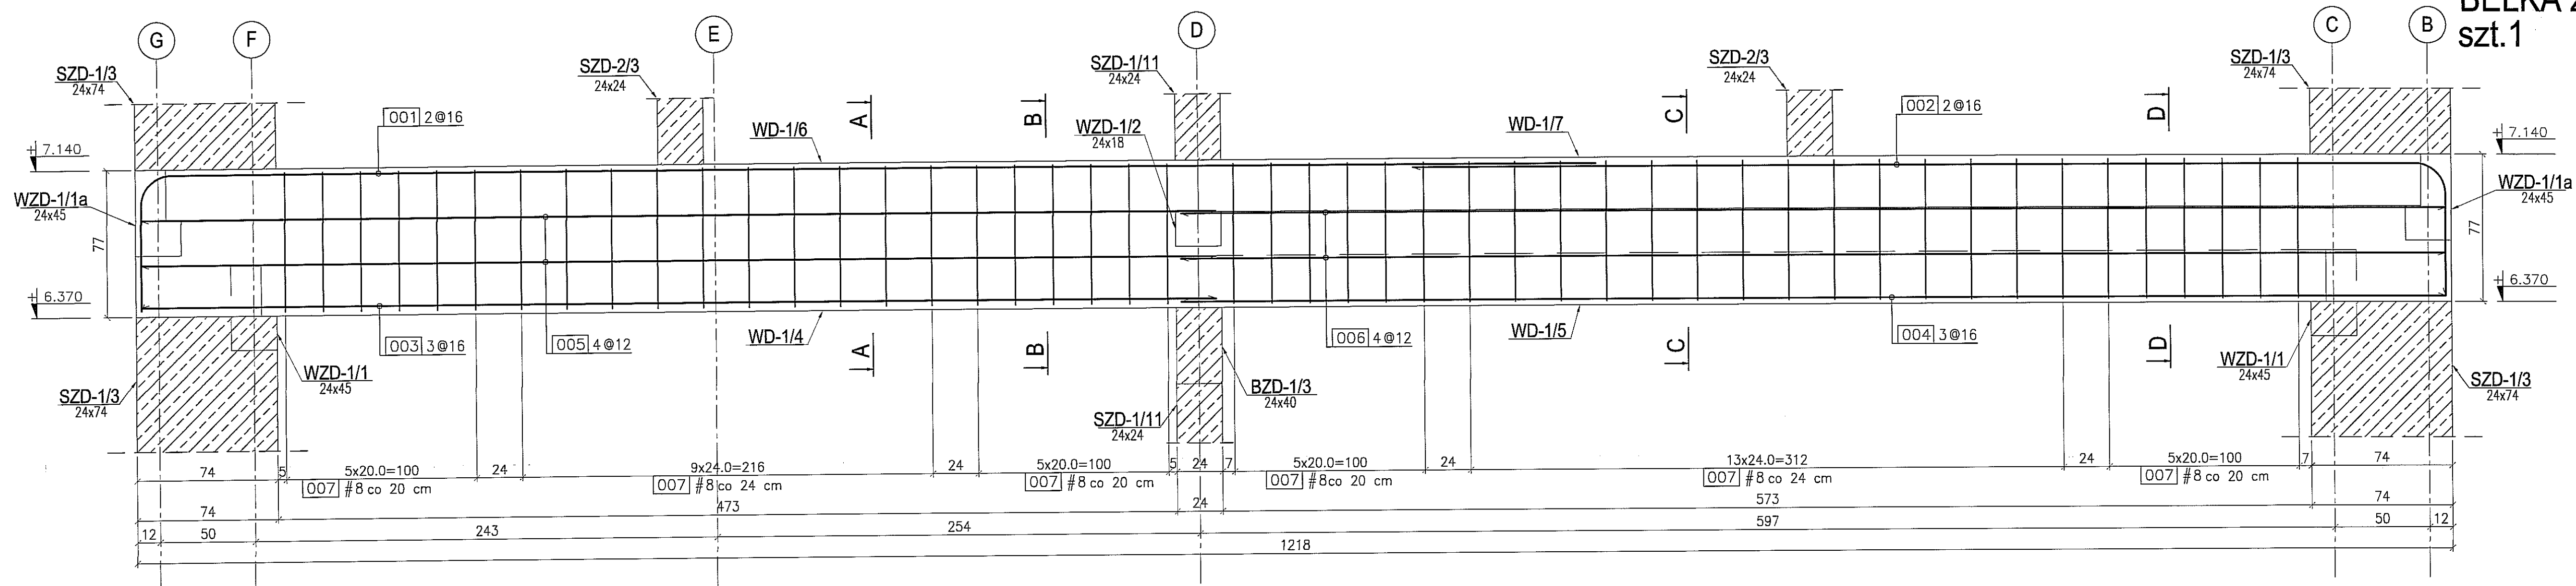 G
F
E
D
C
B
szt.1
SZD-1/3
24x74
SZD-2/3
24x24
SZD-1/11
24x24
SZD-2/3
24x24
SZD-1/3
24x74
001 2@16
WD-1/6
A
B
WZD-1/2
24x18
WD-1/7
C
002 2@16
D
+ 7.140
+ 7.140
WZD-1/1a
24x45
WZD-1/1a
24x45
77
77
+ 6.370
+ 6.370
003 3@16
005 4@12
WD-1/4
A
B
006 4@12
WD-1/5
C
004 3@16
D
WZD-1/1
24x45
BZD-1/3
24x40
WZD-1/1
24x45
SZD-1/3
24x74
SZD-1/11
24x24
SZD-1/3
24x74
74 5 5x20.0=100 24 9x24.0=216 24 5x20.0=100 5 24 7 5x20.0=100 24 13x24.0=312 24 5x20.0=100 7 74
007 #8 co 20 cm 007 #8 co 24 cm 007 #8 co 20 cm 007 #8 co 20 cm 007 #8 co 24 cm 007 #8 co 20 cm
74 473 24 573 74
12 50 243 254 597 50 12
1218